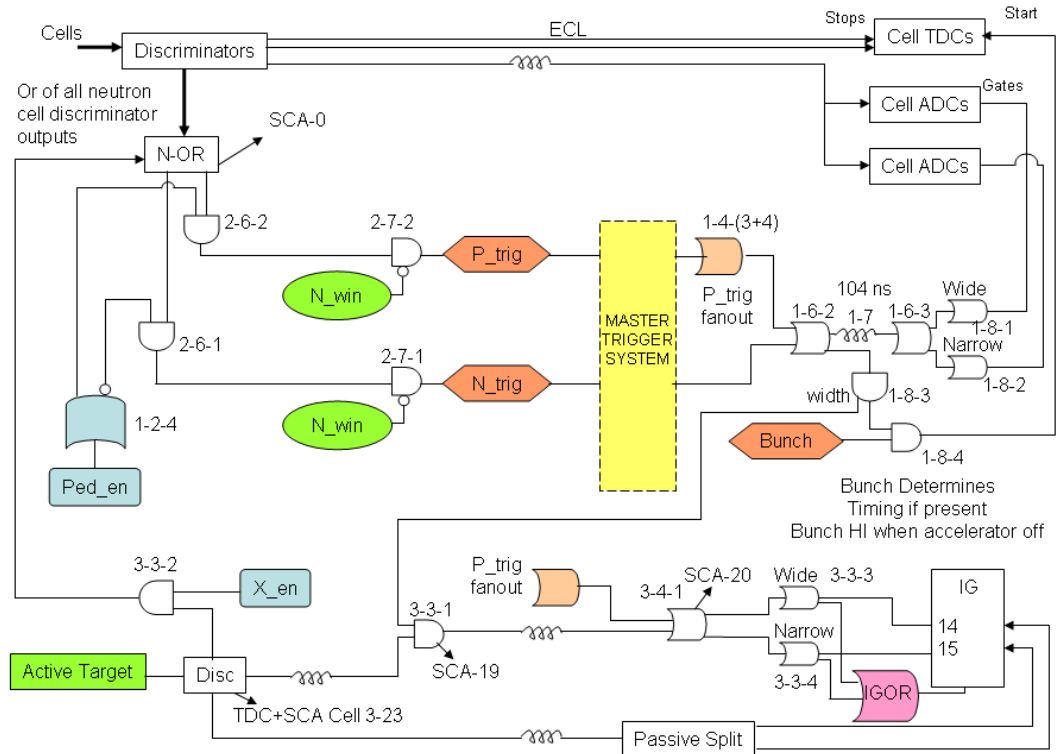 Cells
Discriminators
ECL
Stops
Start
Cell TDCs
Or of all neutron
cell discriminator
outputs
SCA-0
N-OR
Gates
Cell ADCs
Cell ADCs
2-6-2
2-7-2
P_trig
N_win
1-4-(3+4)
P_trig
fanout
MASTER
TRIGGER
SYSTEM
104 ns
1-6-2
1-7
1-6-3
Wide
1-8-1
Narrow
1-8-2
2-6-1
2-7-1
N_trig
N_win
width
1-8-3
1-2-4
Ped_en
Bunch
1-8-4
Bunch Determines
Timing if present
Bunch HI when accelerator off
3-3-2
X_en
P_trig
fanout
3-4-1
SCA-20
Wide
3-3-3
IG
14
15
3-3-1
SCA-19
Narrow
3-3-4
IGOR
Active Target
Disc
TDC+SCA Cell 3-23
Passive Split